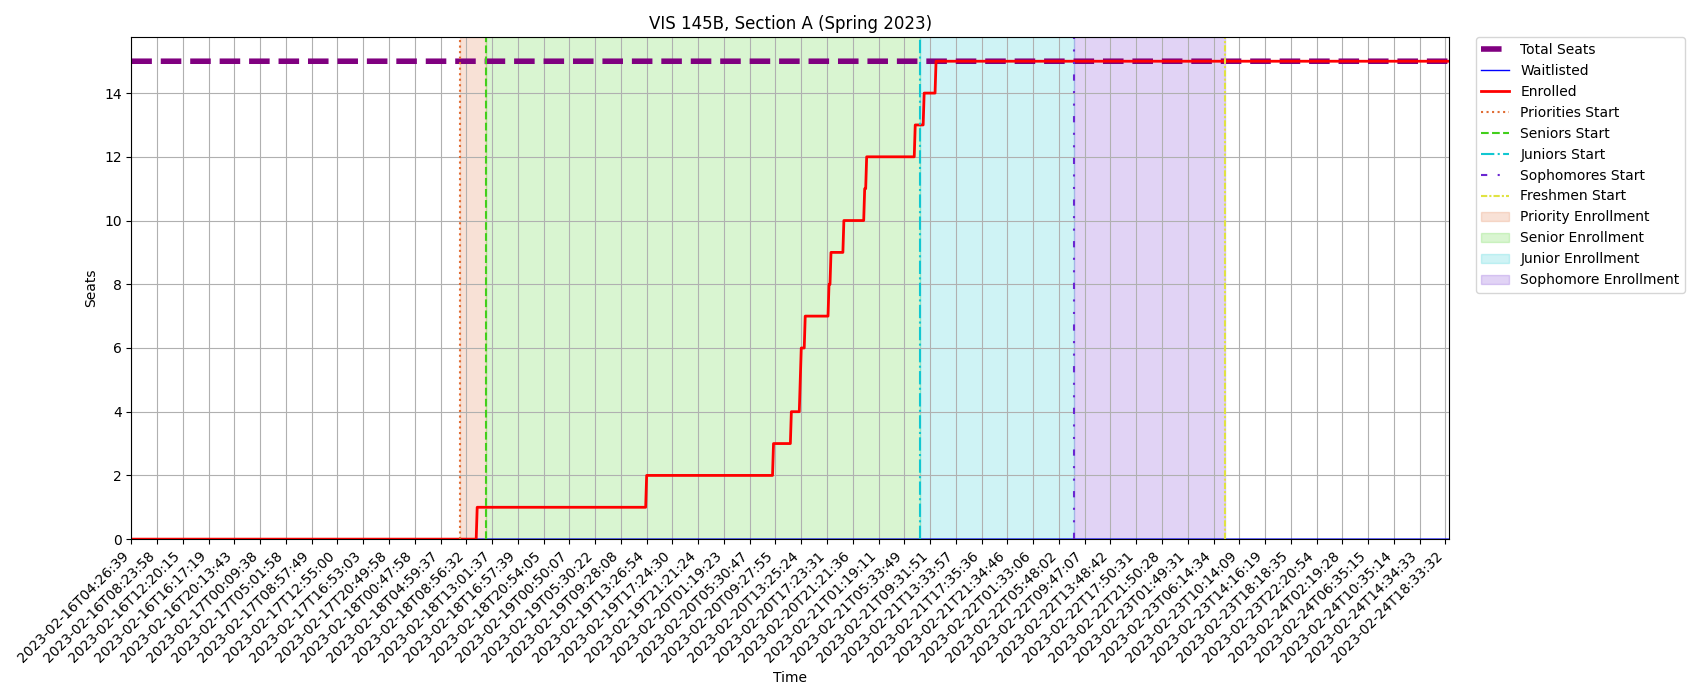 VIS 145B, Section A (Spring 2023)
Total Seats
Waitlisted
Enrolled
Priorities Start
Seniors Start
Juniors Start
Sophomores Start
Freshmen Start
Priority Enrollment
Senior Enrollment
Junior Enrollment
Sophomore Enrollment
Seats
14
12
10
8
6
4
2
0
2023-02-16T04:26:39
2023-02-16T08:23:58
2023-02-16T12:20:15
2023-02-16T16:17:19
2023-02-16T20:13:43
2023-02-17T00:09:38
2023-02-17T05:01:58
2023-02-17T08:57:49
2023-02-17T12:55:00
2023-02-17T16:53:03
2023-02-17T20:49:58
2023-02-18T00:47:58
2023-02-18T04:59:37
2023-02-18T08:56:32
2023-02-18T13:01:37
2023-02-18T16:57:39
2023-02-18T20:54:05
2023-02-19T00:50:07
2023-02-19T05:30:22
2023-02-19T09:28:08
2023-02-19T13:26:54
2023-02-19T17:24:30
2023-02-19T21:21:24
2023-02-20T01:19:23
2023-02-20T05:30:47
2023-02-20T09:27:55
2023-02-20T13:25:24
2023-02-20T17:23:31
2023-02-20T21:21:36
2023-02-21T01:19:11
2023-02-21T05:33:49
2023-02-21T09:31:51
2023-02-21T13:33:57
2023-02-21T17:35:36
2023-02-21T21:34:46
2023-02-22T01:33:06
2023-02-22T05:48:02
2023-02-22T09:47:07
2023-02-22T13:48:42
2023-02-22T17:50:31
2023-02-22T21:50:28
2023-02-23T01:49:31
2023-02-23T06:14:34
2023-02-23T10:14:09
2023-02-23T14:16:19
2023-02-23T18:18:35
2023-02-23T22:20:54
2023-02-24T02:19:28
2023-02-24T06:35:15
2023-02-24T10:35:14
2023-02-24T14:34:33
2023-02-24T18:33:32
Time